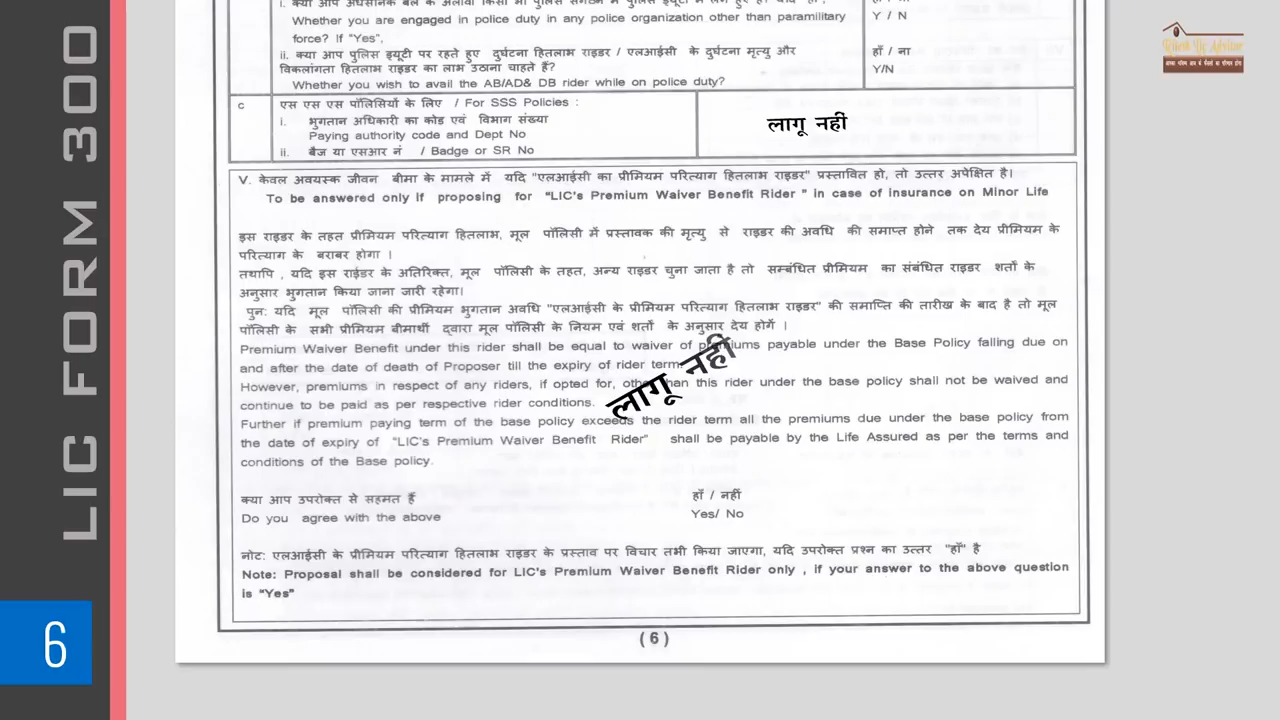 LIC FORM 300
6
Whether you are engaged in police duty in any police organization other than paramilitary
force? If "Yes",
Y / N
ii. क्या आप पुलिस ड्यूटी पर रहते हुए दुर्घटना हितलाभ राइडर / एलआईसी के दुर्घटना मृत्यु और
विकलांगता हितलाभ राइडर का लाभ उठाना चाहते हैं?
हाँ / ना
Whether you wish to avail the AB/AD& DB rider while on police duty?
Y/N
c
एस एस एस पॉलिसियों के लिए / For SSS Policies :
i. भुगतान अधिकारी का कोड एवं विभाग संख्या
Paying authority code and Dept No
ii. बैज या एसआर नं / Badge or SR No
लागू नहीं
V. केवल अवयस्क जीवन बीमा के मामले में यदि "एलआईसी का प्रीमियम परित्याग हितलाभ राइडर" प्रस्तावित हो, तो उत्तर अपेक्षित है।
To be answered only if proposing for "LIC's Premium Waiver Benefit Rider " in case of insurance on Minor Life
इस राइडर के तहत प्रीमियम परित्याग हितलाभ, मूल पॉलिसी में प्रस्तावक की मृत्यु से राइडर की अवधि की समाप्त होने तक देय प्रीमियम के
परित्याग के बराबर होगा ।
तथापि , यदि इस राईडर के अतिरिक्त, मूल पॉलिसी के तहत, अन्य राइडर चुना जाता है तो सम्बंधित प्रीमियम का संबंधित राइडर शर्तों के
अनुसार भुगतान किया जाना जारी रहेगा।
पुन: यदि मूल पॉलिसी की प्रीमियम भुगतान अवधि "एलआईसी के प्रीमियम परित्याग हितलाभ राइडर" की समाप्ति की तारीख के बाद है तो मूल
पॉलिसी के सभी प्रीमियम बीमार्थी द्वारा मूल पॉलिसी के नियम एवं शर्तों के अनुसार देय होगें ।
Premium Waiver Benefit under this rider shall be equal to waiver of premiums payable under the Base Policy falling due on
and after the date of death of Proposer till the expiry of rider term.
However, premiums in respect of any riders, if opted for, other than this rider under the base policy shall not be waived and
continue to be paid as per respective rider conditions.
Further if premium paying term of the base policy exceeds the rider term all the premiums due under the base policy from
the date of expiry of "LIC's Premium Waiver Benefit Rider" shall be payable by the Life Assured as per the terms and
conditions of the Base policy.
लागू नहीं
क्या आप उपरोक्त से सहमत हैं
हाँ / नहीं
Do you agree with the above
Yes/ No
नोट: एलआईसी के प्रीमियम परित्याग हितलाभ राइडर के प्रस्ताव पर विचार तभी किया जाएगा, यदि उपरोक्त प्रश्न का उत्तर "हाँ" है
Note: Proposal shall be considered for LIC's Premium Waiver Benefit Rider only , if your answer to the above question
is "Yes"
( 6 )